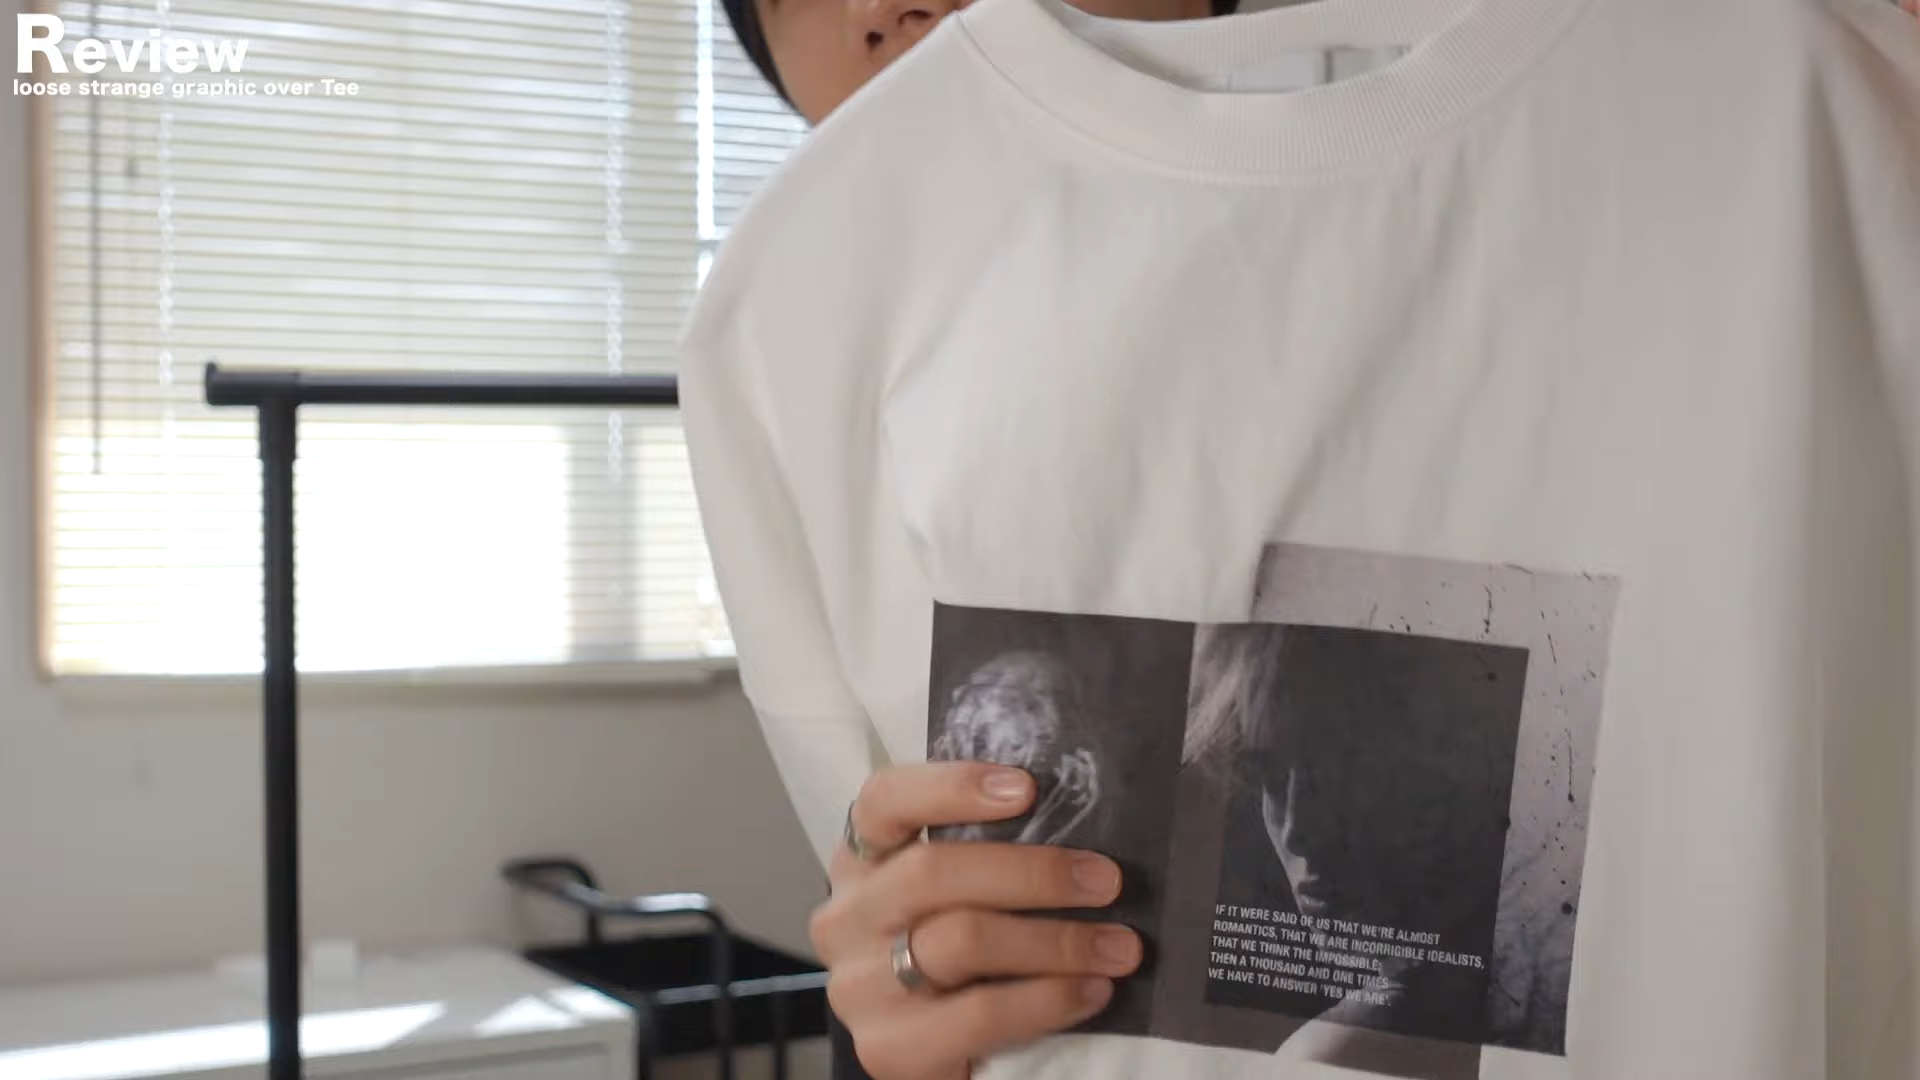 Review
loose strange graphic over Tee
IF IT WERE SAID OF US THAT WE'RE ALMOST
ROMANTICS, THAT WE ARE INCORRIGIBLE IDEALISTS,
THAT WE THINK THE IMPOSSIBLE;
THEN A THOUSAND AND ONE TIMES
WE HAVE TO ANSWER 'YES WE ARE'.